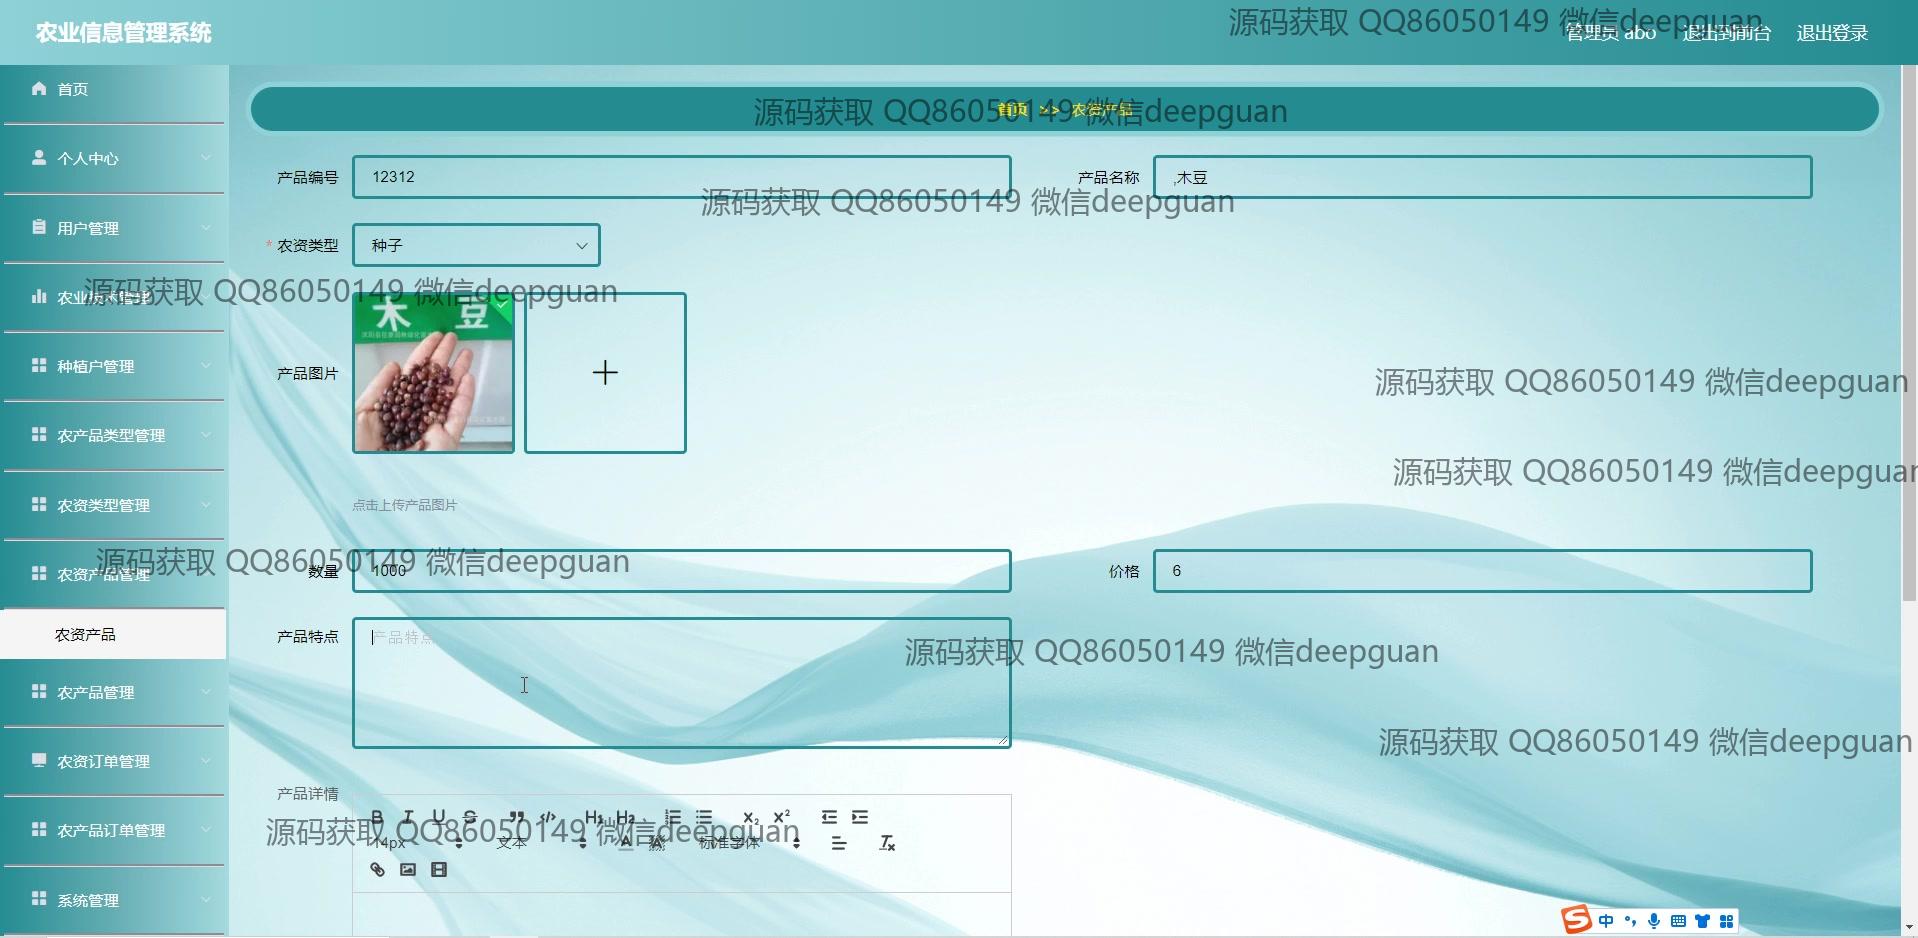 农业信息管理系统
源码获取 QQ86050149 微信deepguan
管理员 abo 退出到前台 退出登录
首页
个人中心
用户管理
农业技术管理
种植户管理
农产品类型管理
农资类型管理
农资产品管理
农资产品
农产品管理
农资订单管理
农产品订单管理
系统管理
源码获取 QQ86050149 微信deepguan
首页 >> 农资产品
产品编号 12312
产品名称 ,木豆
源码获取 QQ86050149 微信deepguan
* 农资类型 种子
源码获取 QQ86050149 微信deepguan
木豆
产品图片
源码获取 QQ86050149 微信deepguan
源码获取 QQ86050149 微信deepguan
点击上传产品图片
源码获取 QQ86050149 微信deepguan
数量 1000
价格 6
产品特点 产品特点
源码获取 QQ86050149 微信deepguan
源码获取 QQ86050149 微信deepguan
产品详情
B I U S ” </> H1 H2 X2 X2
源码获取 QQ86050149 微信deepguan
14px 文本 A 标准字体 Tx
S 中